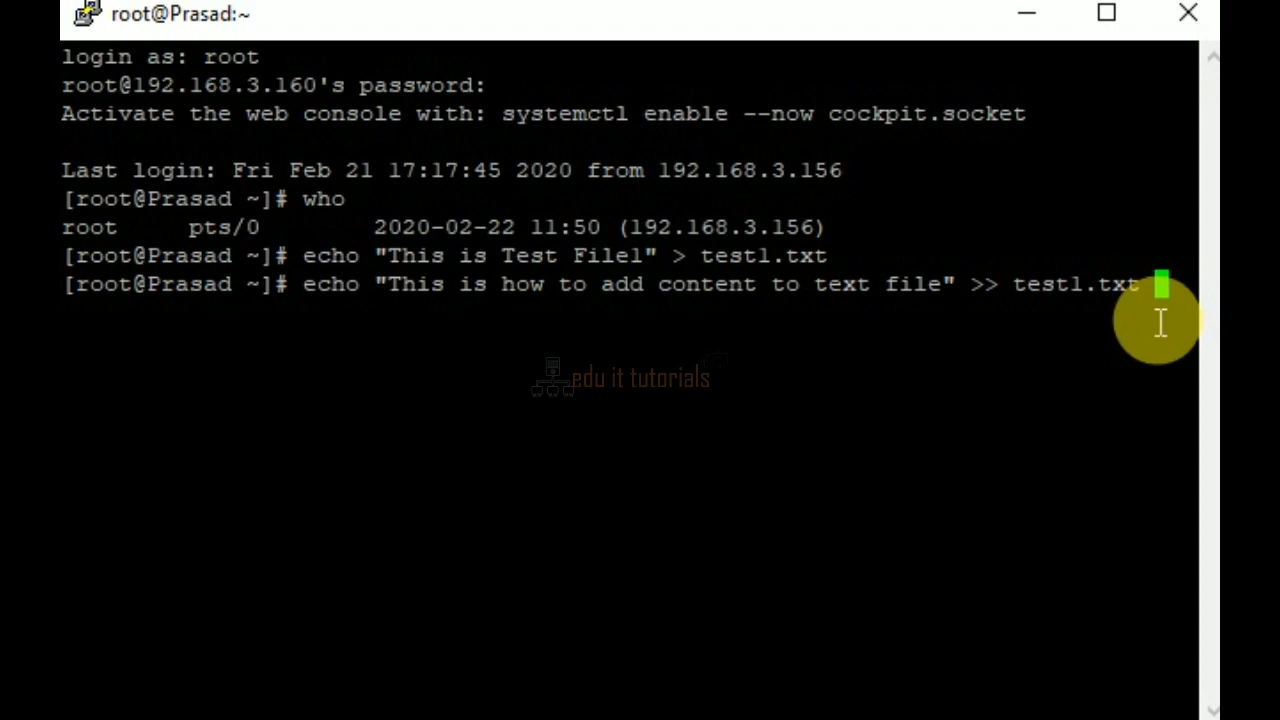 root@Prasad:~
login as: root
root@192.168.3.160's password:
Activate the web console with: systemctl enable --now cockpit.socket
Last login: Fri Feb 21 17:17:45 2020 from 192.168.3.156
[root@Prasad ~]# who
root     pts/0        2020-02-22 11:50 (192.168.3.156)
[root@Prasad ~]# echo "This is Test File1" > test1.txt
[root@Prasad ~]# echo "This is how to add content to text file" >> test1.txt
edu it tutorials